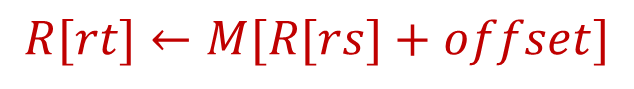 R[rt] ← M[R[rs] + offset]